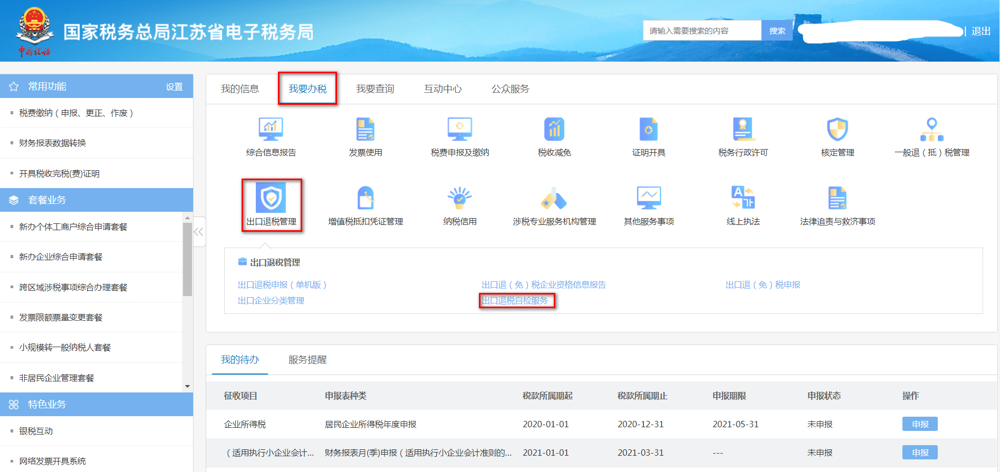 国家税务总局江苏省电子税务局
中国税务
请输入需要搜索的内容 搜索 | 退出
常用功能 设置
税费缴纳（申报、更正、作废）
财务报表数据转换
开具税收完税(费)证明
套餐业务
新办个体工商户综合申请套餐
新办企业综合申请套餐
跨区域涉税事项综合办理套餐
发票限额票量变更套餐
小规模转一般纳税人套餐
非居民企业管理套餐
特色业务
银税互动
网络发票开具系统
我的信息 我要办税 我要查询 互动中心 公众服务
综合信息报告 发票使用 税费申报及缴纳 税收减免 证明开具 税务行政许可 核定管理 一般退（抵）税管理
出口退税管理 增值税抵扣凭证管理 纳税信用 涉税专业服务机构管理 其他服务事项 线上执法 法律追责与救济事项
出口退税管理
出口退税申报（单机版） 出口退（免）税企业资格信息报告 出口退（免）税申报
出口企业分类管理 出口退税自检服务
我的待办 服务提醒
征收项目 申报表种类 税款所属期起 税款所属期止 申报期限 申报状态 操作
企业所得税 居民企业所得税年度申报 2020-01-01 2020-12-31 2021-05-31 未申报 申报
（适用执行小企业会计... 财务报表月(季)申报（适用执行小企业会计准则的... 2021-01-01 2021-03-31 --- 未申报 申报